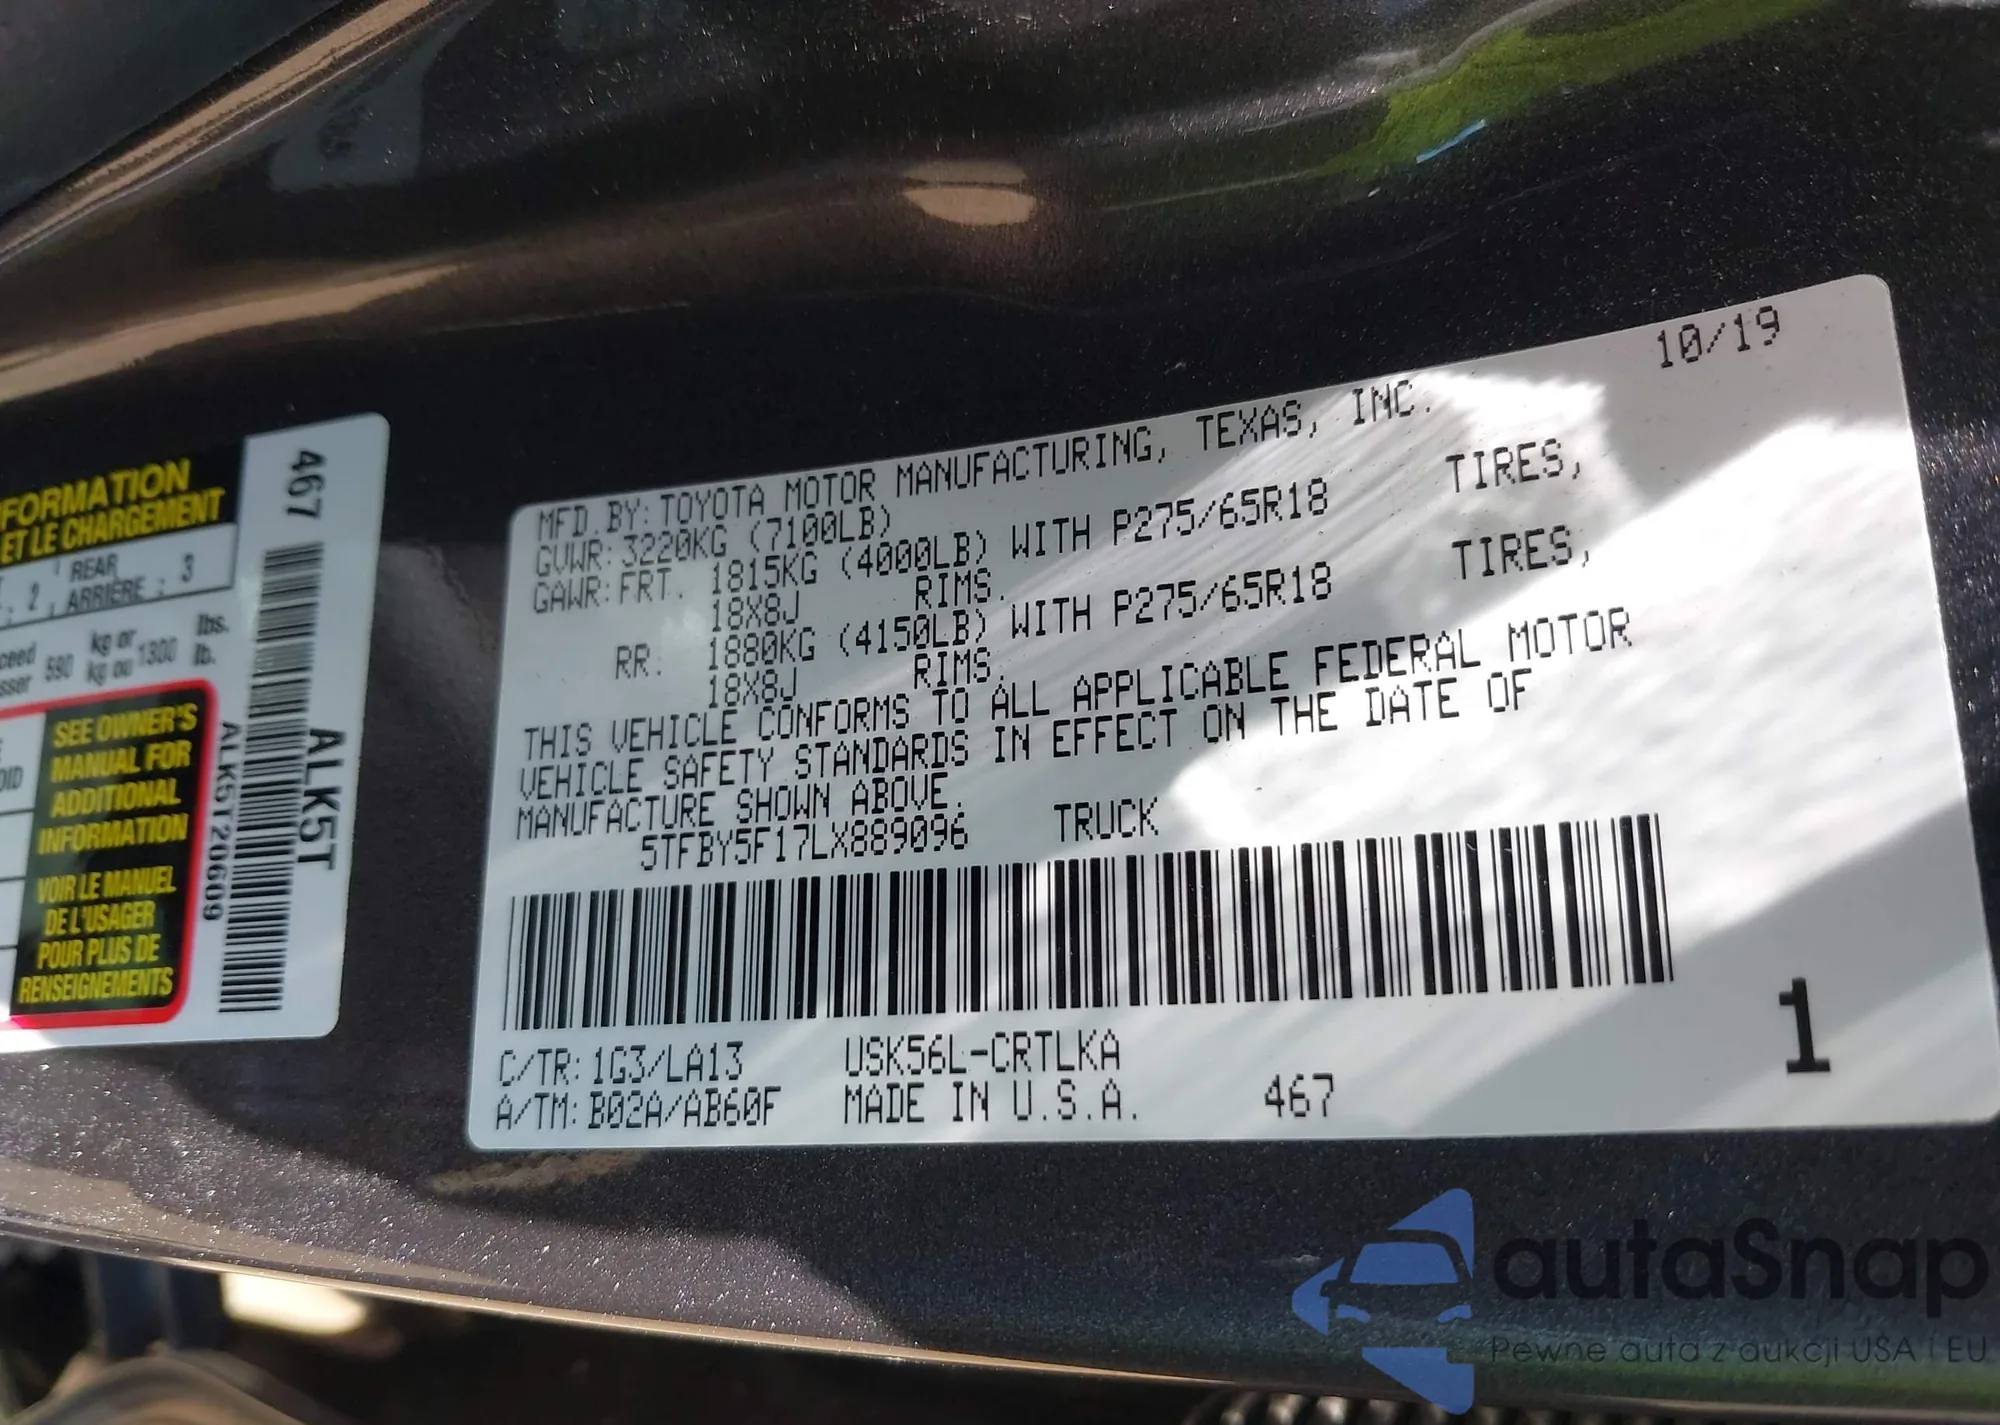 FORMATION
ET LE CHARGEMENT
2 REAR
ARRIÈRE : 3
kg or lbs.
590 kg ou 1300 lb.
SEE OWNER'S
MANUAL FOR
ADDITIONAL
INFORMATION
VOIR LE MANUEL
DE L'USAGER
POUR PLUS DE
RENSEIGNEMENTS
467
ALK5T
ALK5T20609
10/19
MFD.BY:TOYOTA MOTOR MANUFACTURING, TEXAS, INC.
GVWR:3220KG (7100LB)
GAWR:FRT. 1815KG (4000LB) WITH P275/65R18 TIRES,
18X8J RIMS.
RR. 1880KG (4150LB) WITH P275/65R18 TIRES,
18X8J RIMS.
THIS VEHICLE CONFORMS TO ALL APPLICABLE FEDERAL MOTOR
VEHICLE SAFETY STANDARDS IN EFFECT ON THE DATE OF
MANUFACTURE SHOWN ABOVE.
5TFBY5F17LX889096 TRUCK
C/TR:1G3/LA13 USK56L-CRTLKA
A/TM:B02A/AB60F MADE IN U.S.A. 467
1
autaSnap
Pewne auta z aukcji USA i EU